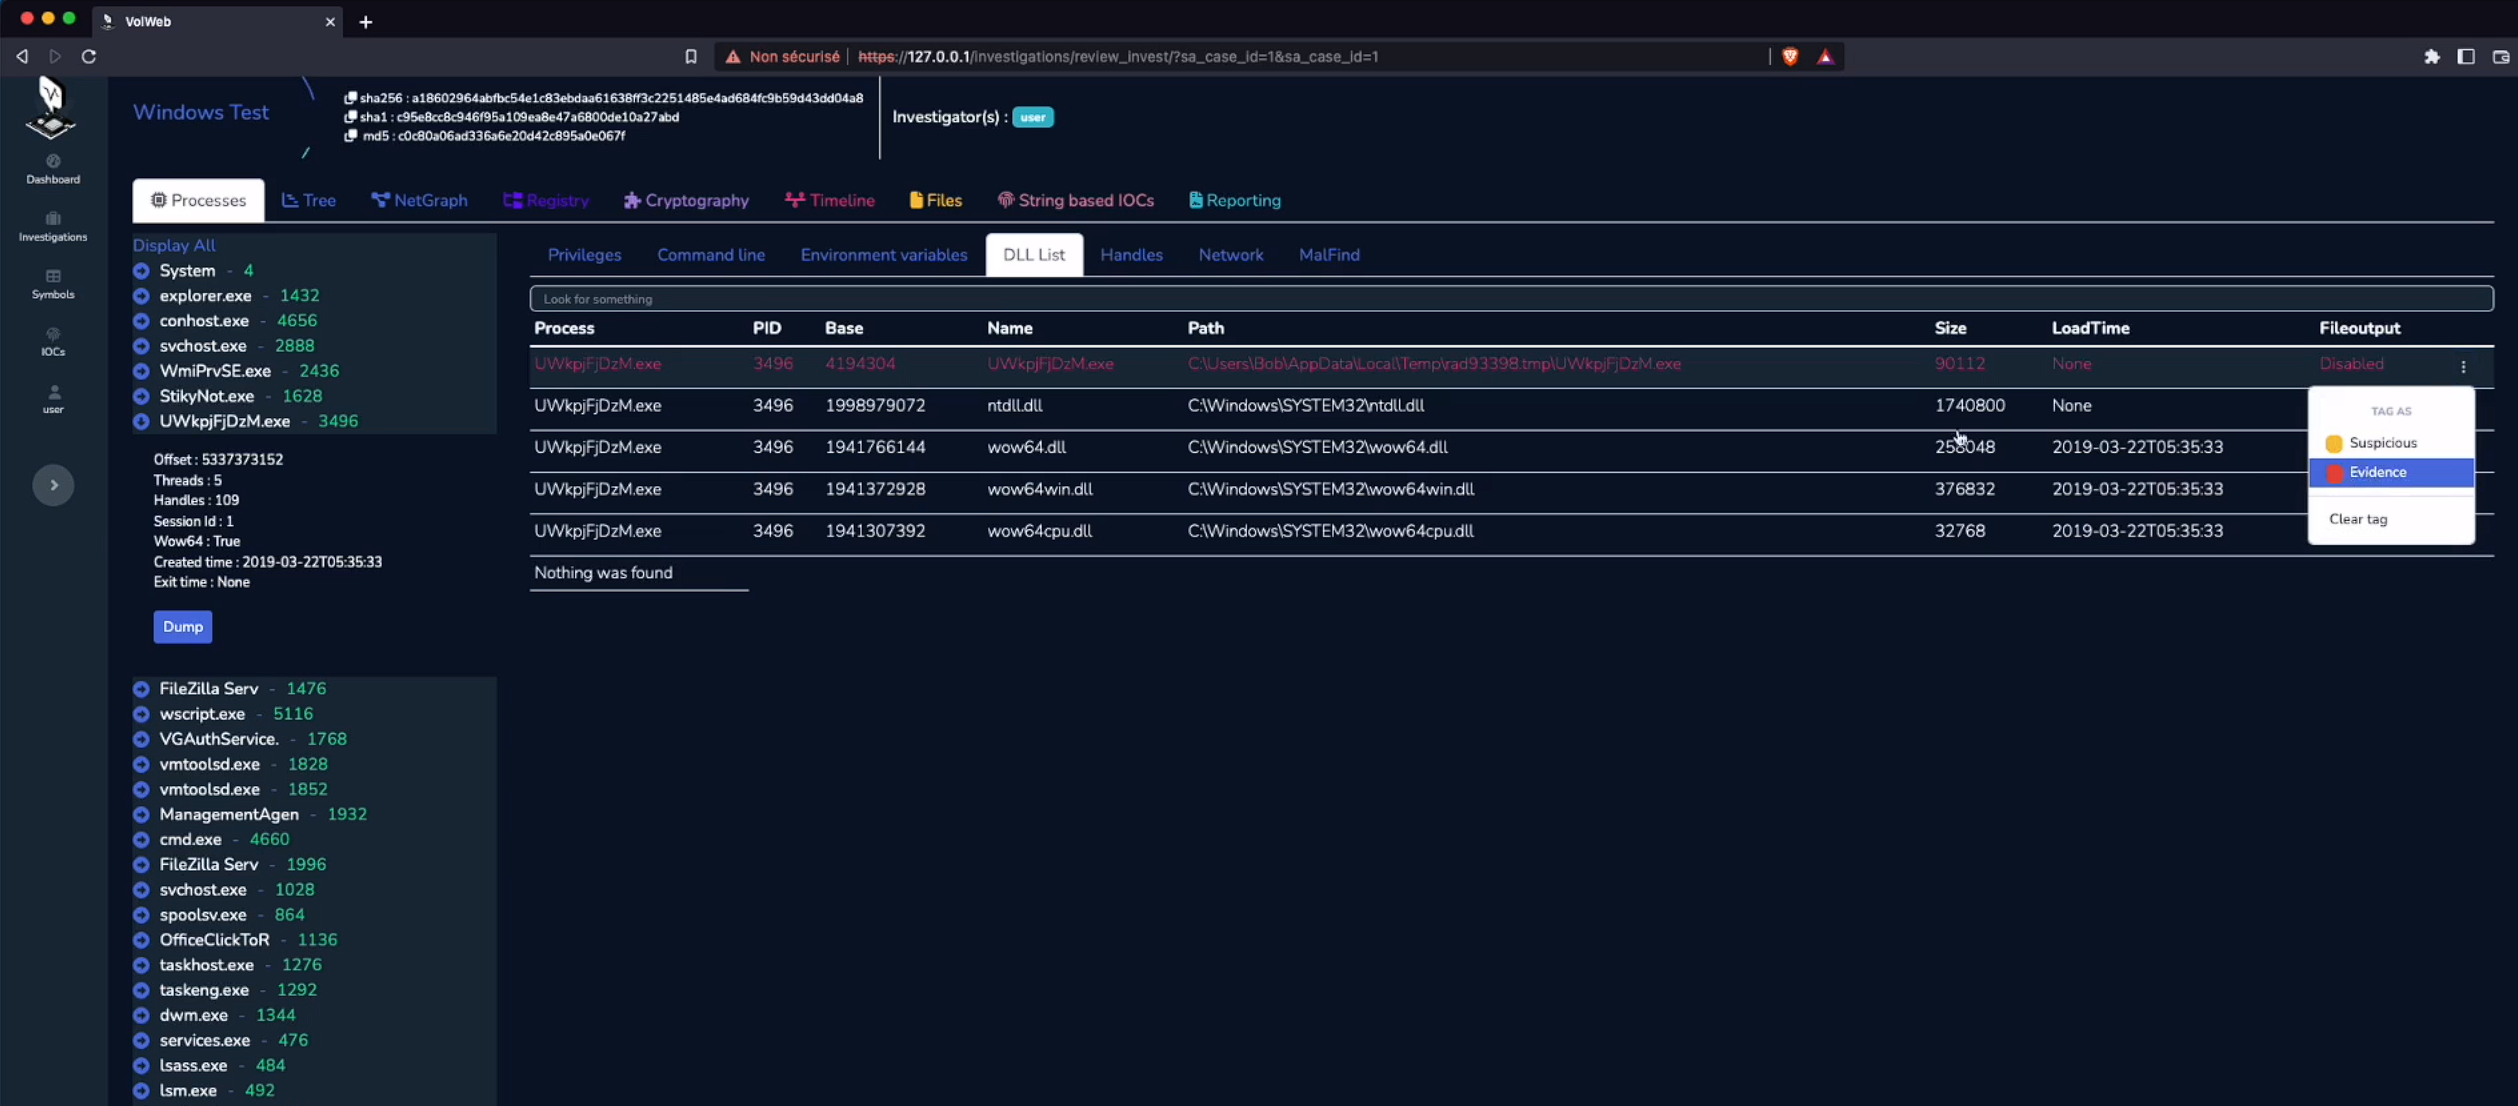 VolWeb
Non sécurisé https://127.0.0.1/investigations/review_invest/?sa_case_id=1&sa_case_id=1
Windows Test
sha256 : a18602964abfbc54e1c83ebdaa61638ff3c2251485e4ad684fc9b59d43dd04a8
sha1 : c95e8cc8c946f95a109ea8e47a6800de10a27abd
md5 : c0c80a06ad336a6e20d42c895a0e067f
Investigator(s) : user
Dashboard
Investigations
Symbols
IOCs
user
Processes Tree NetGraph Registry Cryptography Timeline Files String based IOCs Reporting
Display All
System - 4
explorer.exe - 1432
conhost.exe - 4656
svchost.exe - 2888
WmiPrvSE.exe - 2436
StikyNot.exe - 1628
UWkpjFjDzM.exe - 3496
Offset : 5337373152
Threads : 5
Handles : 109
Session Id : 1
Wow64 : True
Created time : 2019-03-22T05:35:33
Exit time : None
Dump
FileZilla Serv - 1476
wscript.exe - 5116
VGAuthService. - 1768
vmtoolsd.exe - 1828
vmtoolsd.exe - 1852
ManagementAgen - 1932
cmd.exe - 4660
FileZilla Serv - 1996
svchost.exe - 1028
spoolsv.exe - 864
OfficeClickToR - 1136
taskhost.exe - 1276
taskeng.exe - 1292
dwm.exe - 1344
services.exe - 476
lsass.exe - 484
lsm.exe - 492
Privileges Command line Environment variables DLL List Handles Network MalFind
Look for something
Process PID Base Name Path Size LoadTime Fileoutput
UWkpjFjDzM.exe 3496 4194304 UWkpjFjDzM.exe C:\Users\Bob\AppData\Local\Temp\rad93398.tmp\UWkpjFjDzM.exe 90112 None Disabled
UWkpjFjDzM.exe 3496 1998979072 ntdll.dll C:\Windows\SYSTEM32\ntdll.dll 1740800 None
UWkpjFjDzM.exe 3496 1941766144 wow64.dll C:\Windows\SYSTEM32\wow64.dll 258048 2019-03-22T05:35:33
UWkpjFjDzM.exe 3496 1941372928 wow64win.dll C:\Windows\SYSTEM32\wow64win.dll 376832 2019-03-22T05:35:33
UWkpjFjDzM.exe 3496 1941307392 wow64cpu.dll C:\Windows\SYSTEM32\wow64cpu.dll 32768 2019-03-22T05:35:33
Nothing was found
TAG AS
Suspicious
Evidence
Clear tag